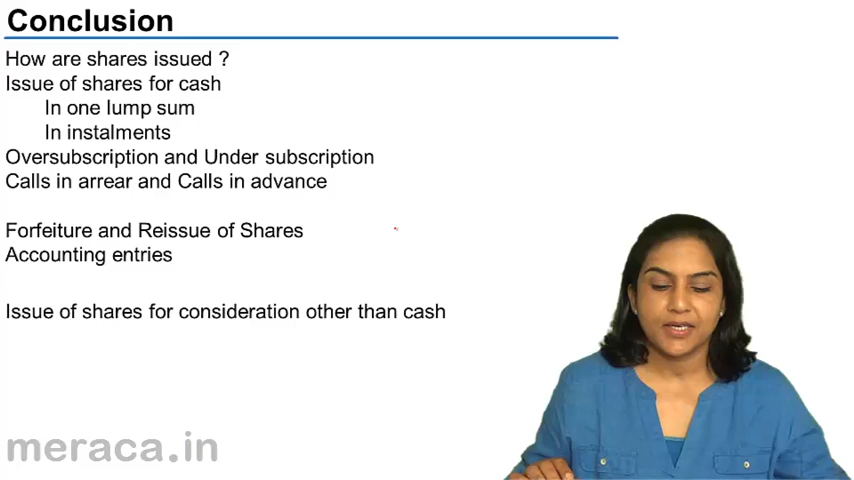 Conclusion
How are shares issued ?
Issue of shares for cash
In one lump sum
In instalments
Oversubscription and Under subscription
Calls in arrear and Calls in advance
Forfeiture and Reissue of Shares
Accounting entries
Issue of shares for consideration other than cash
meraca.in